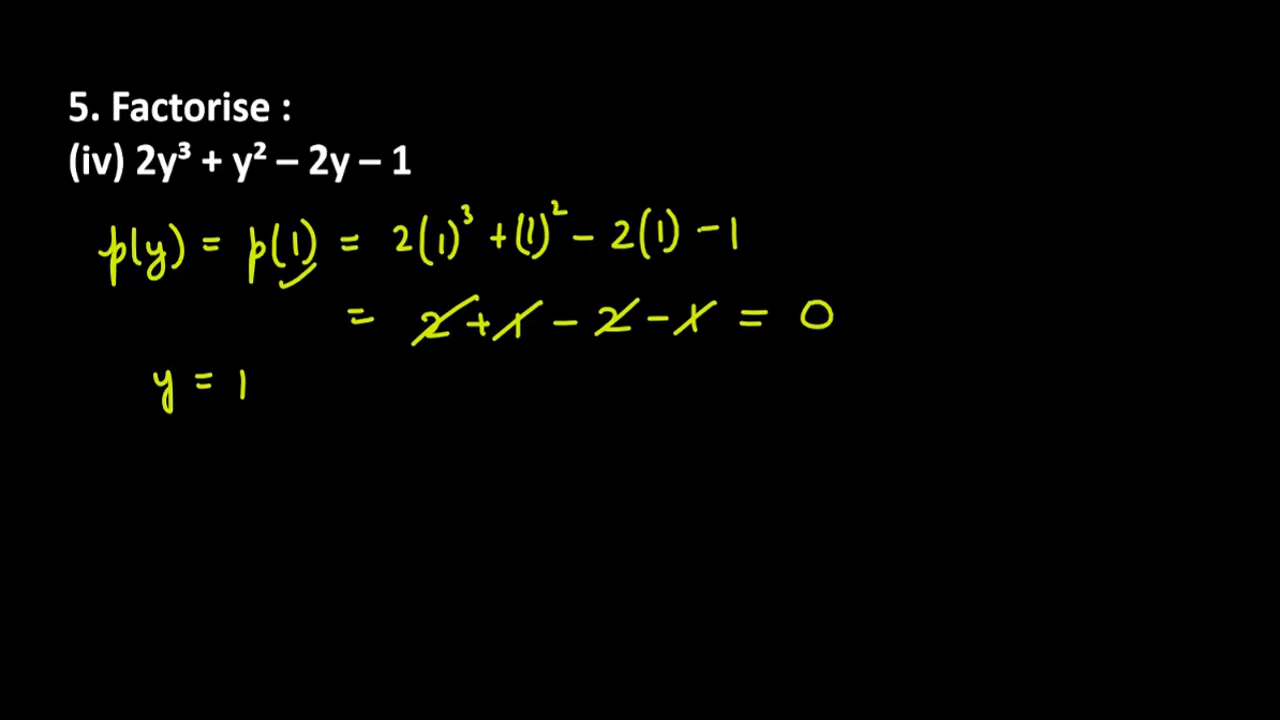 5. Factorise :
(iv) 2y³ + y² – 2y – 1
p(y) = p(1) = 2(1)³ + (1)² – 2(1) – 1
= 2 + 1 – 2 – 1 = 0
y = 1